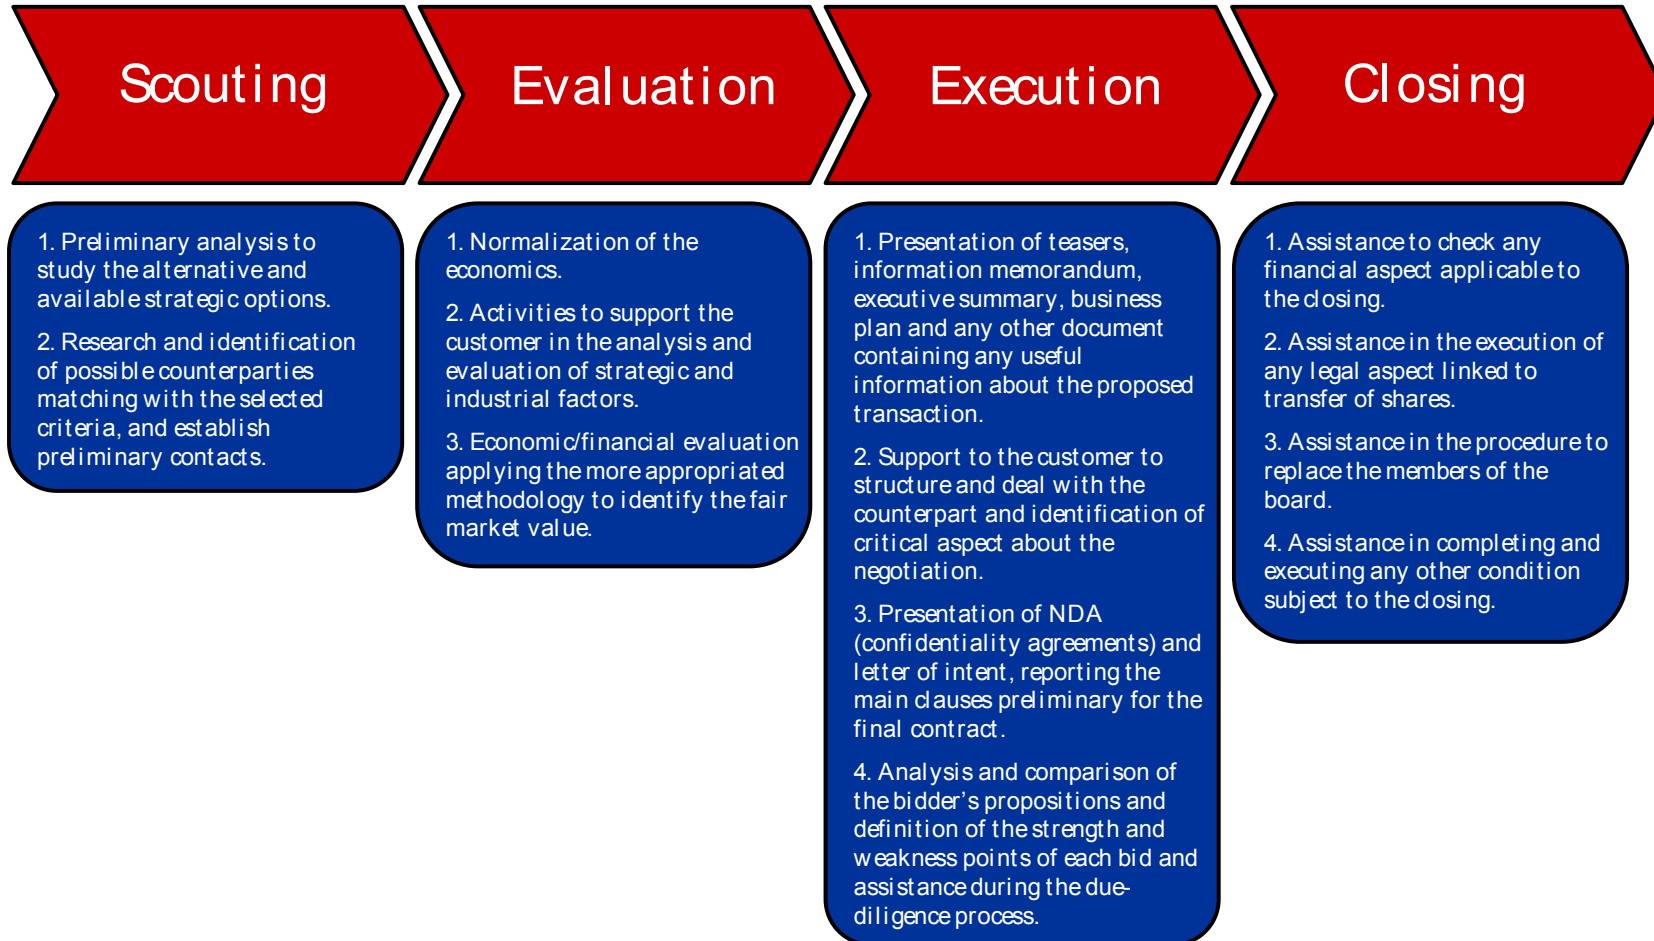 Scouting
Evaluation
Execution
Closing
1. Preliminary analysis to
study the alternative and
available strategic options.
2. Research and identification
of possible counterparties
matching with the selected
criteria, and establish
preliminary contacts.
1. Normalization of the
economics.
2. Activities to support the
customer in the analysis and
evaluation of strategic and
industrial factors.
3. Economic/financial evaluation
applying the more appropriated
methodology to identify the fair
market value.
1. Presentation of teasers,
information memorandum,
executive summary, business
plan and any other document
containing any useful
information about the proposed
transaction.
2. Support to the customer to
structure and deal with the
counterpart and identification of
critical aspect about the
negotiation.
3. Presentation of NDA
(confidentiality agreements) and
letter of intent, reporting the
main clauses preliminary for the
final contract.
4. Analysis and comparison of
the bidder’s propositions and
definition of the strength and
weakness points of each bid and
assistance during the due-
diligence process.
1. Assistance to check any
financial aspect applicable to
the closing.
2. Assistance in the execution of
any legal aspect linked to
transfer of shares.
3. Assistance in the procedure to
replace the members of the
board.
4. Assistance in completing and
executing any other condition
subject to the closing.